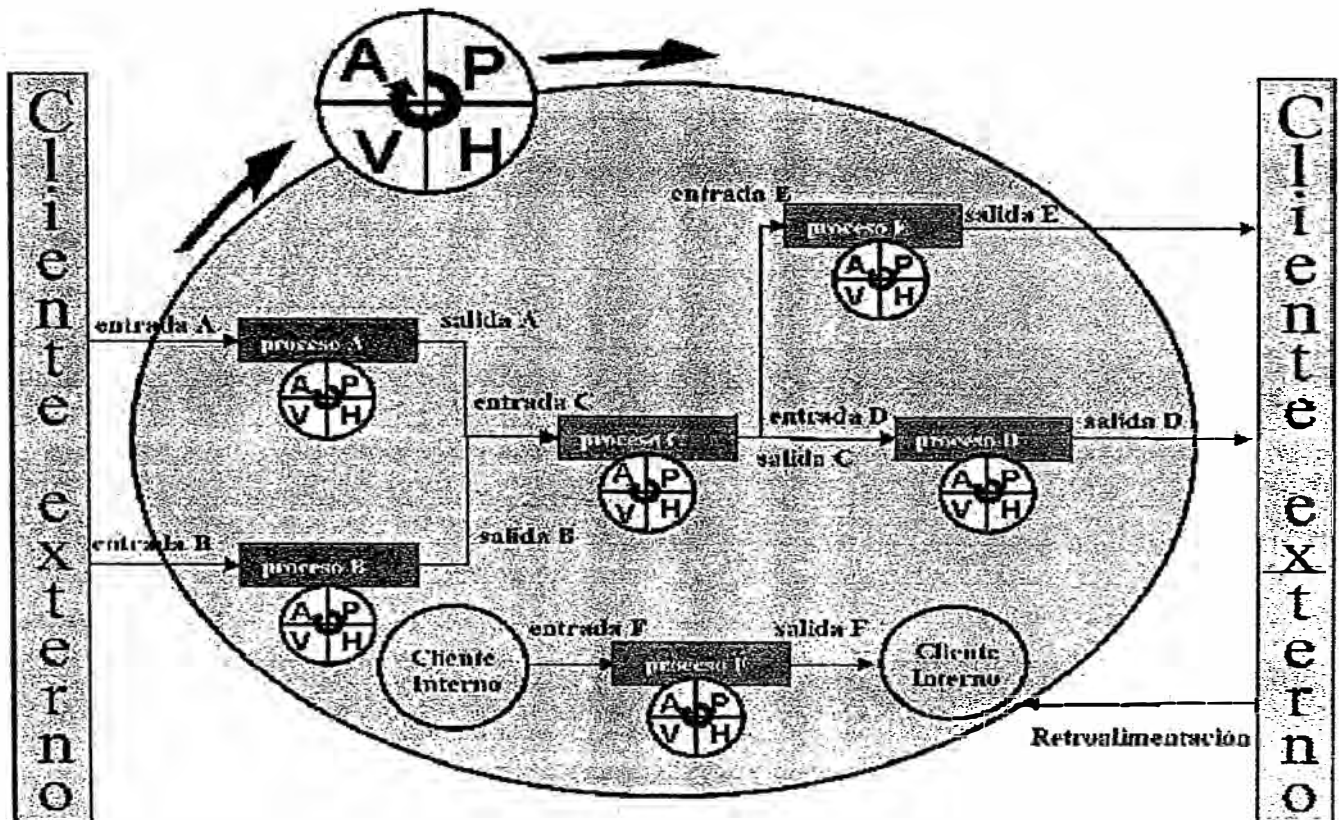 Cliente externo
A P
V H
entrada E
salida E
proceso E
A P
V H
entrada A
salida A
proceso A
A P
V H
entrada C
proceso C
A P
V H
entrada D
salida C
proceso D
salida D
A P
V H
entrada B
salida B
proceso B
A P
V H
Cliente
Interno
entrada F
salida F
proceso F
A P
V H
Cliente
Interno
Retroalimentación
Cliente externo